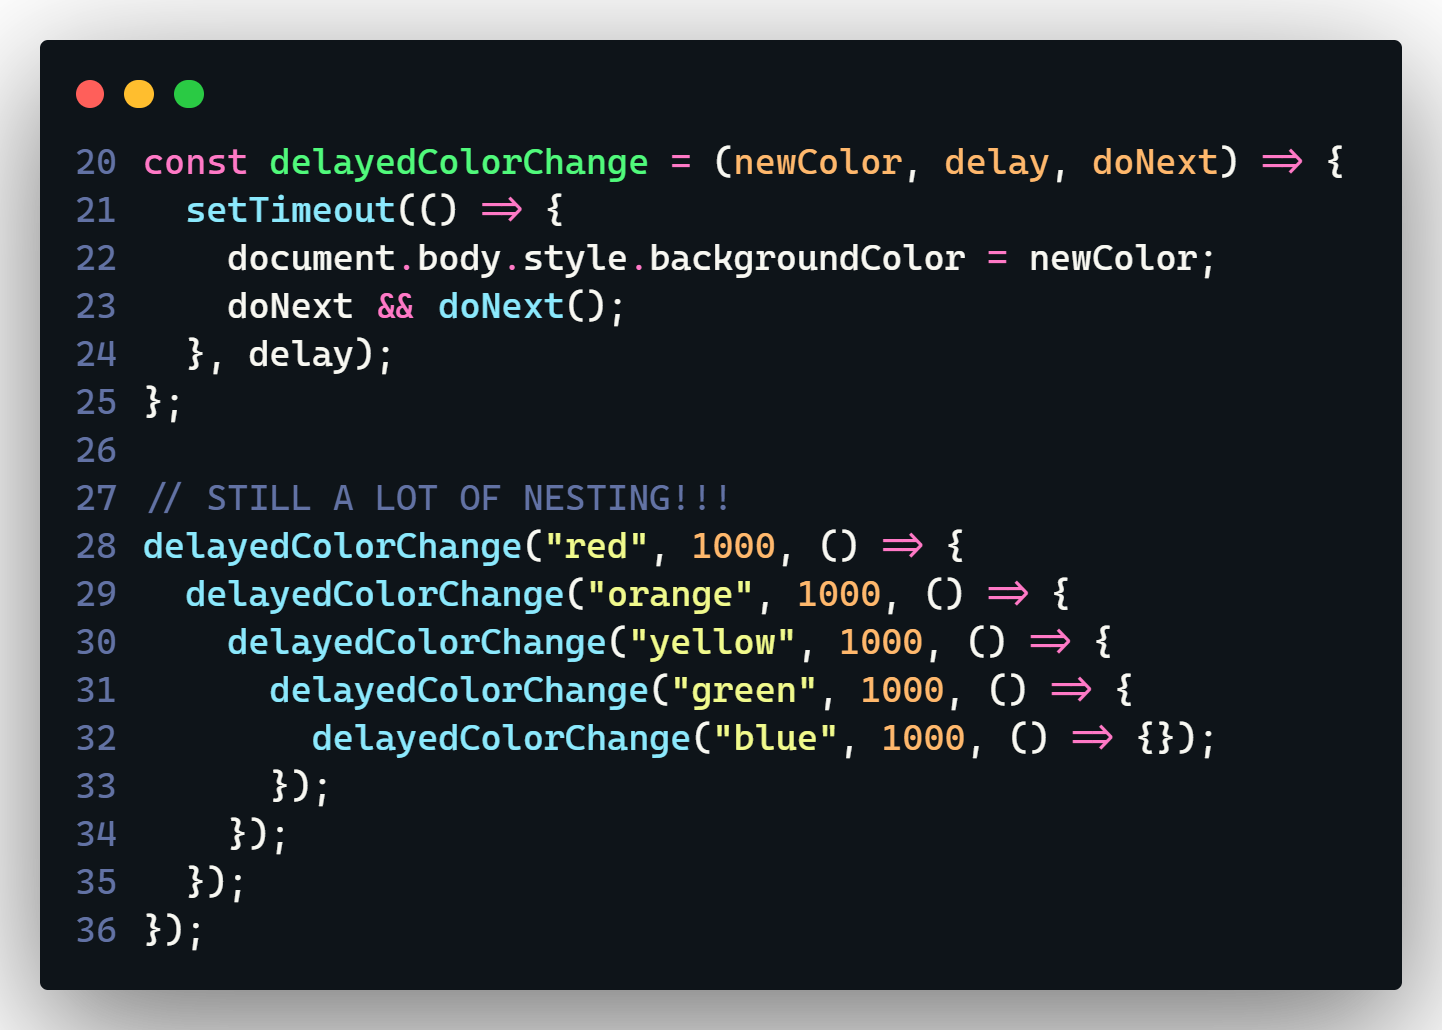 20 const delayedColorChange = (newColor, delay, doNext) => {
21   setTimeout(() => {
22     document.body.style.backgroundColor = newColor;
23     doNext && doNext();
24   }, delay);
25 };
26
27 // STILL A LOT OF NESTING!!!
28 delayedColorChange("red", 1000, () => {
29   delayedColorChange("orange", 1000, () => {
30     delayedColorChange("yellow", 1000, () => {
31       delayedColorChange("green", 1000, () => {
32         delayedColorChange("blue", 1000, () => {});
33       });
34     });
35   });
36 });